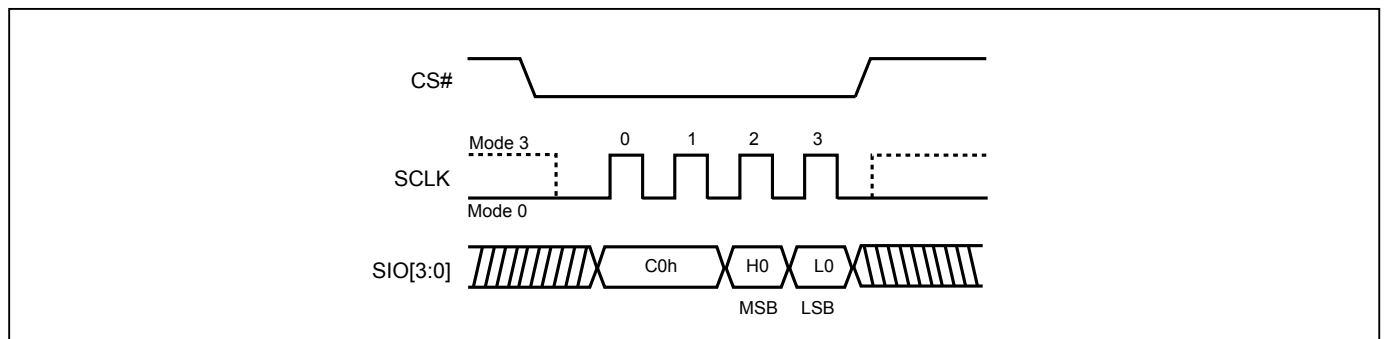 CS#
Mode 3
0 1 2 3
SCLK
Mode 0
SIO[3:0]
C0h H0 L0
MSB LSB